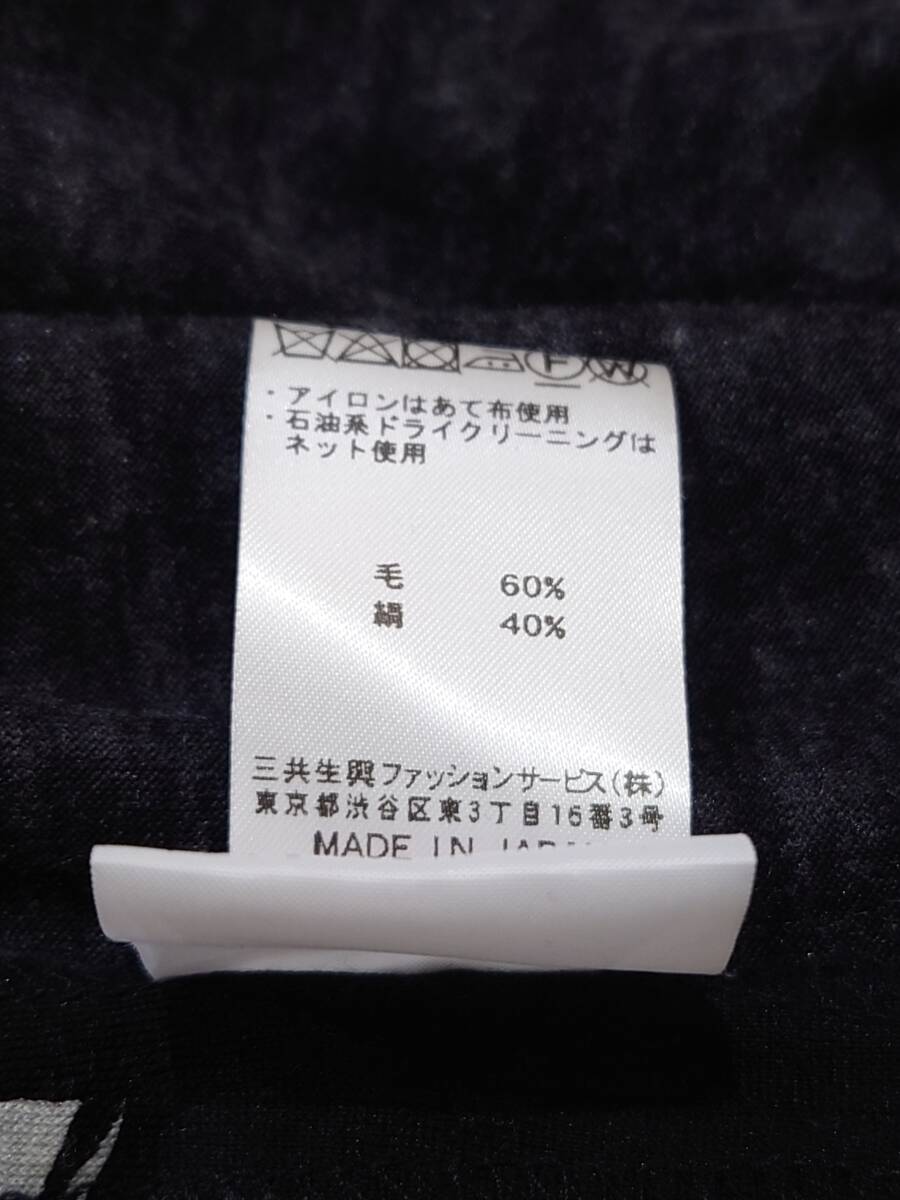 ・アイロンはあて布使用
・石油系ドライクリーニングは
ネット使用
毛 60%
絹 40%
三共生興ファッションサービス(株)
東京都渋谷区東3丁目16番3号
MADE IN JAPAN